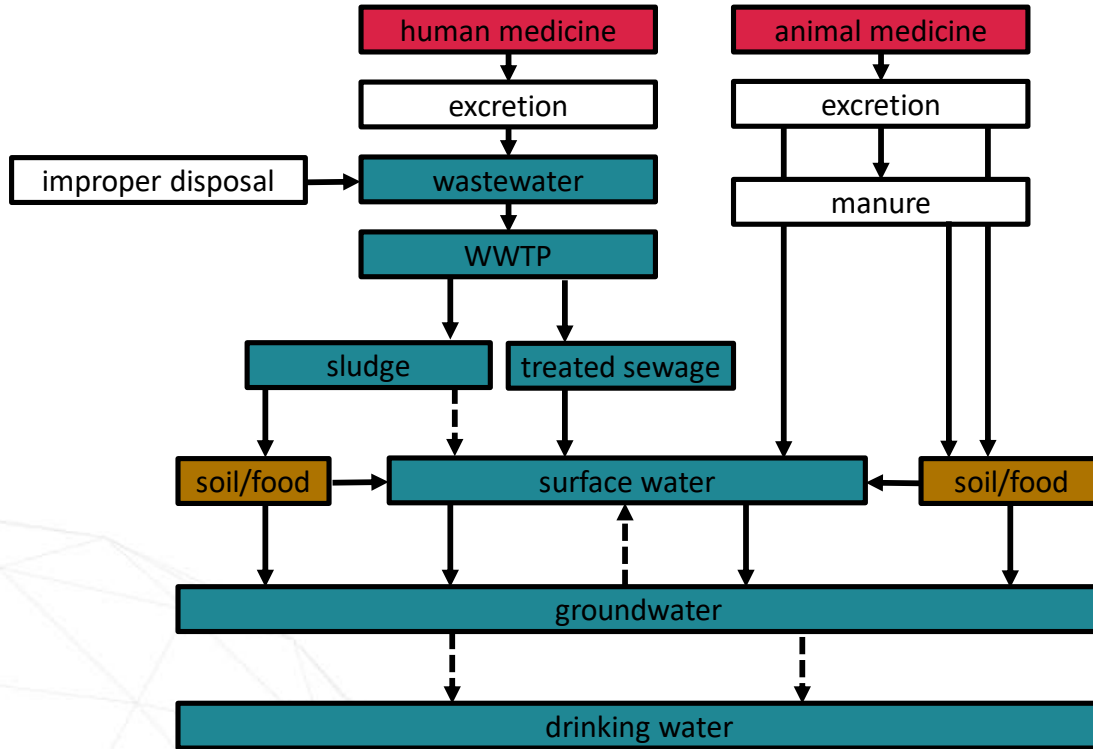 human medicine
animal medicine
excretion
excretion
improper disposal
wastewater
manure
WWTP
sludge
treated sewage
soil/food
surface water
soil/food
groundwater
drinking water